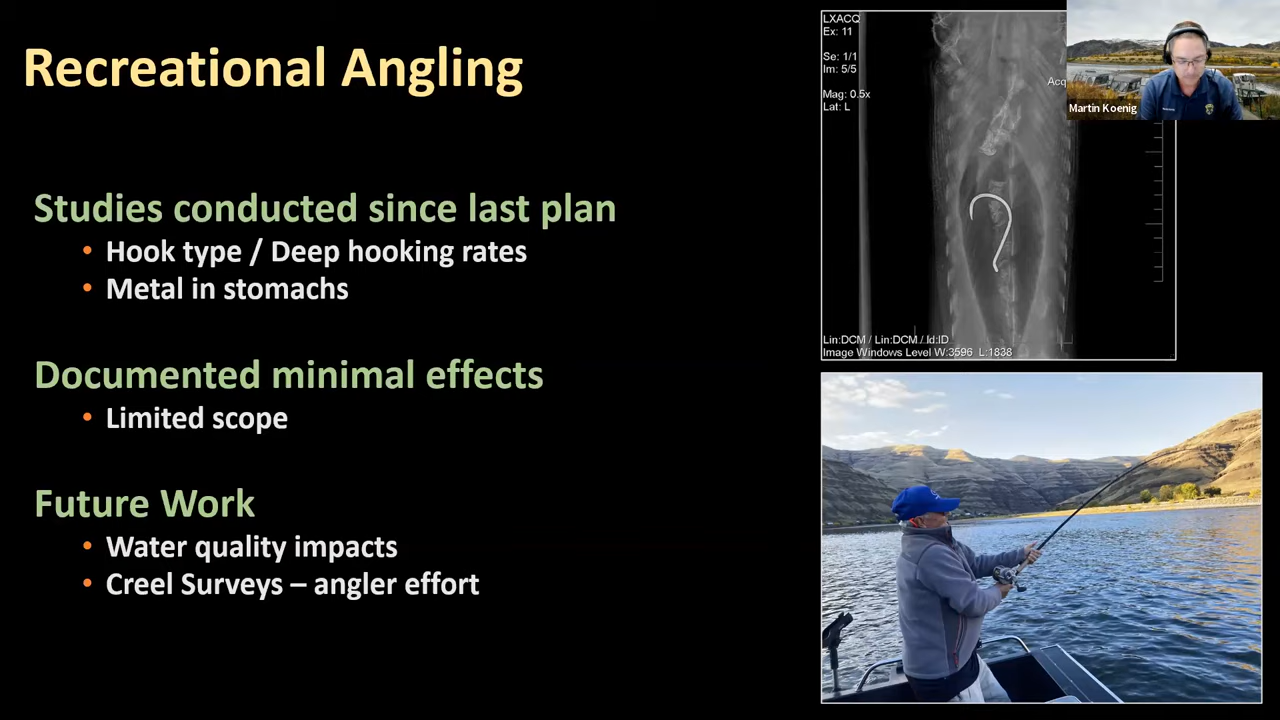 Recreational Angling
Studies conducted since last plan
• Hook type / Deep hooking rates
• Metal in stomachs
Documented minimal effects
• Limited scope
Future Work
• Water quality impacts
• Creel Surveys – angler effort
LXACQ
Ex: 11
Se: 1/1
Im: 5/5
Mag: 0.5x
Lat: L
Acq
Lin:DCM / Lin:DCM / Id:ID
Image Windows Level W:3596 L:1838
Martin Koenig